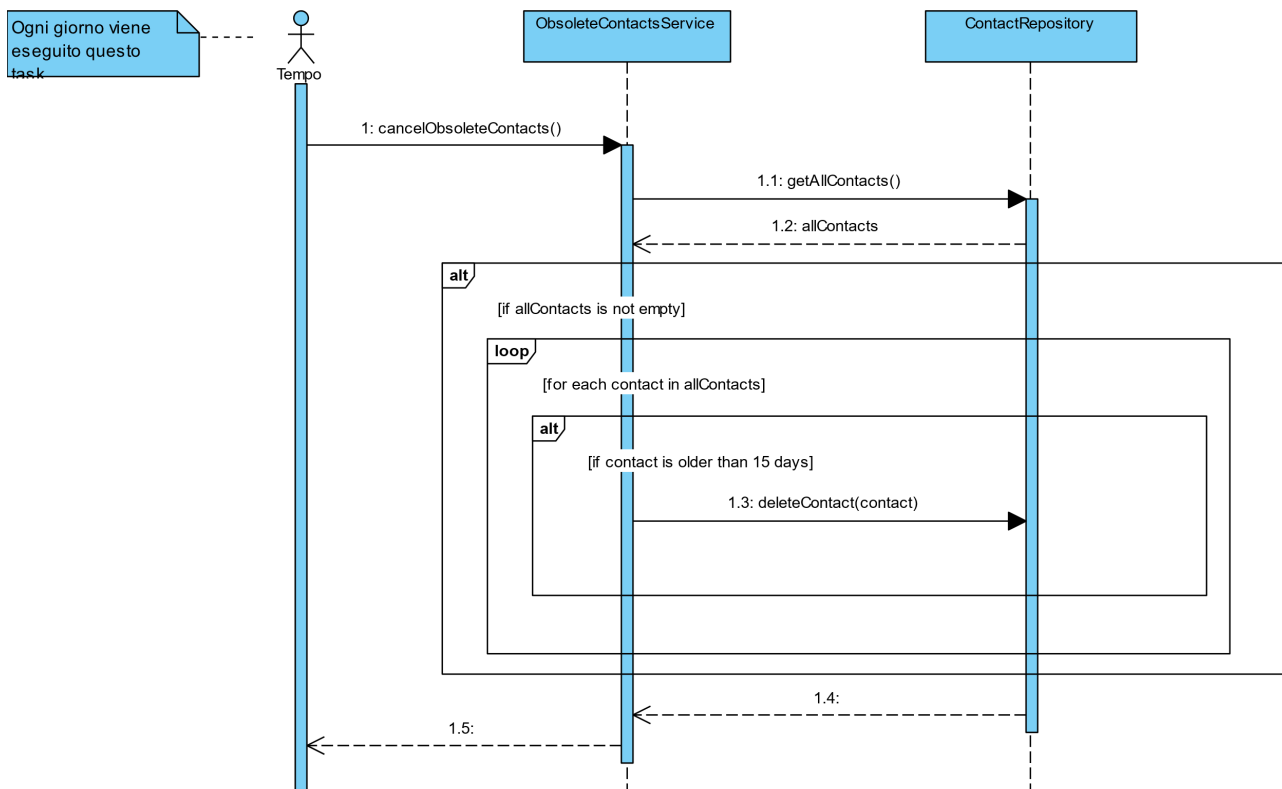 Ogni giorno viene
eseguito questo
task
Tempo
ObsoleteContactsService
ContactRepository
1: cancelObsoleteContacts()
1.1: getAllContacts()
1.2: allContacts
alt
[if allContacts is not empty]
loop
[for each contact in allContacts]
alt
[if contact is older than 15 days]
1.3: deleteContact(contact)
1.4:
1.5: